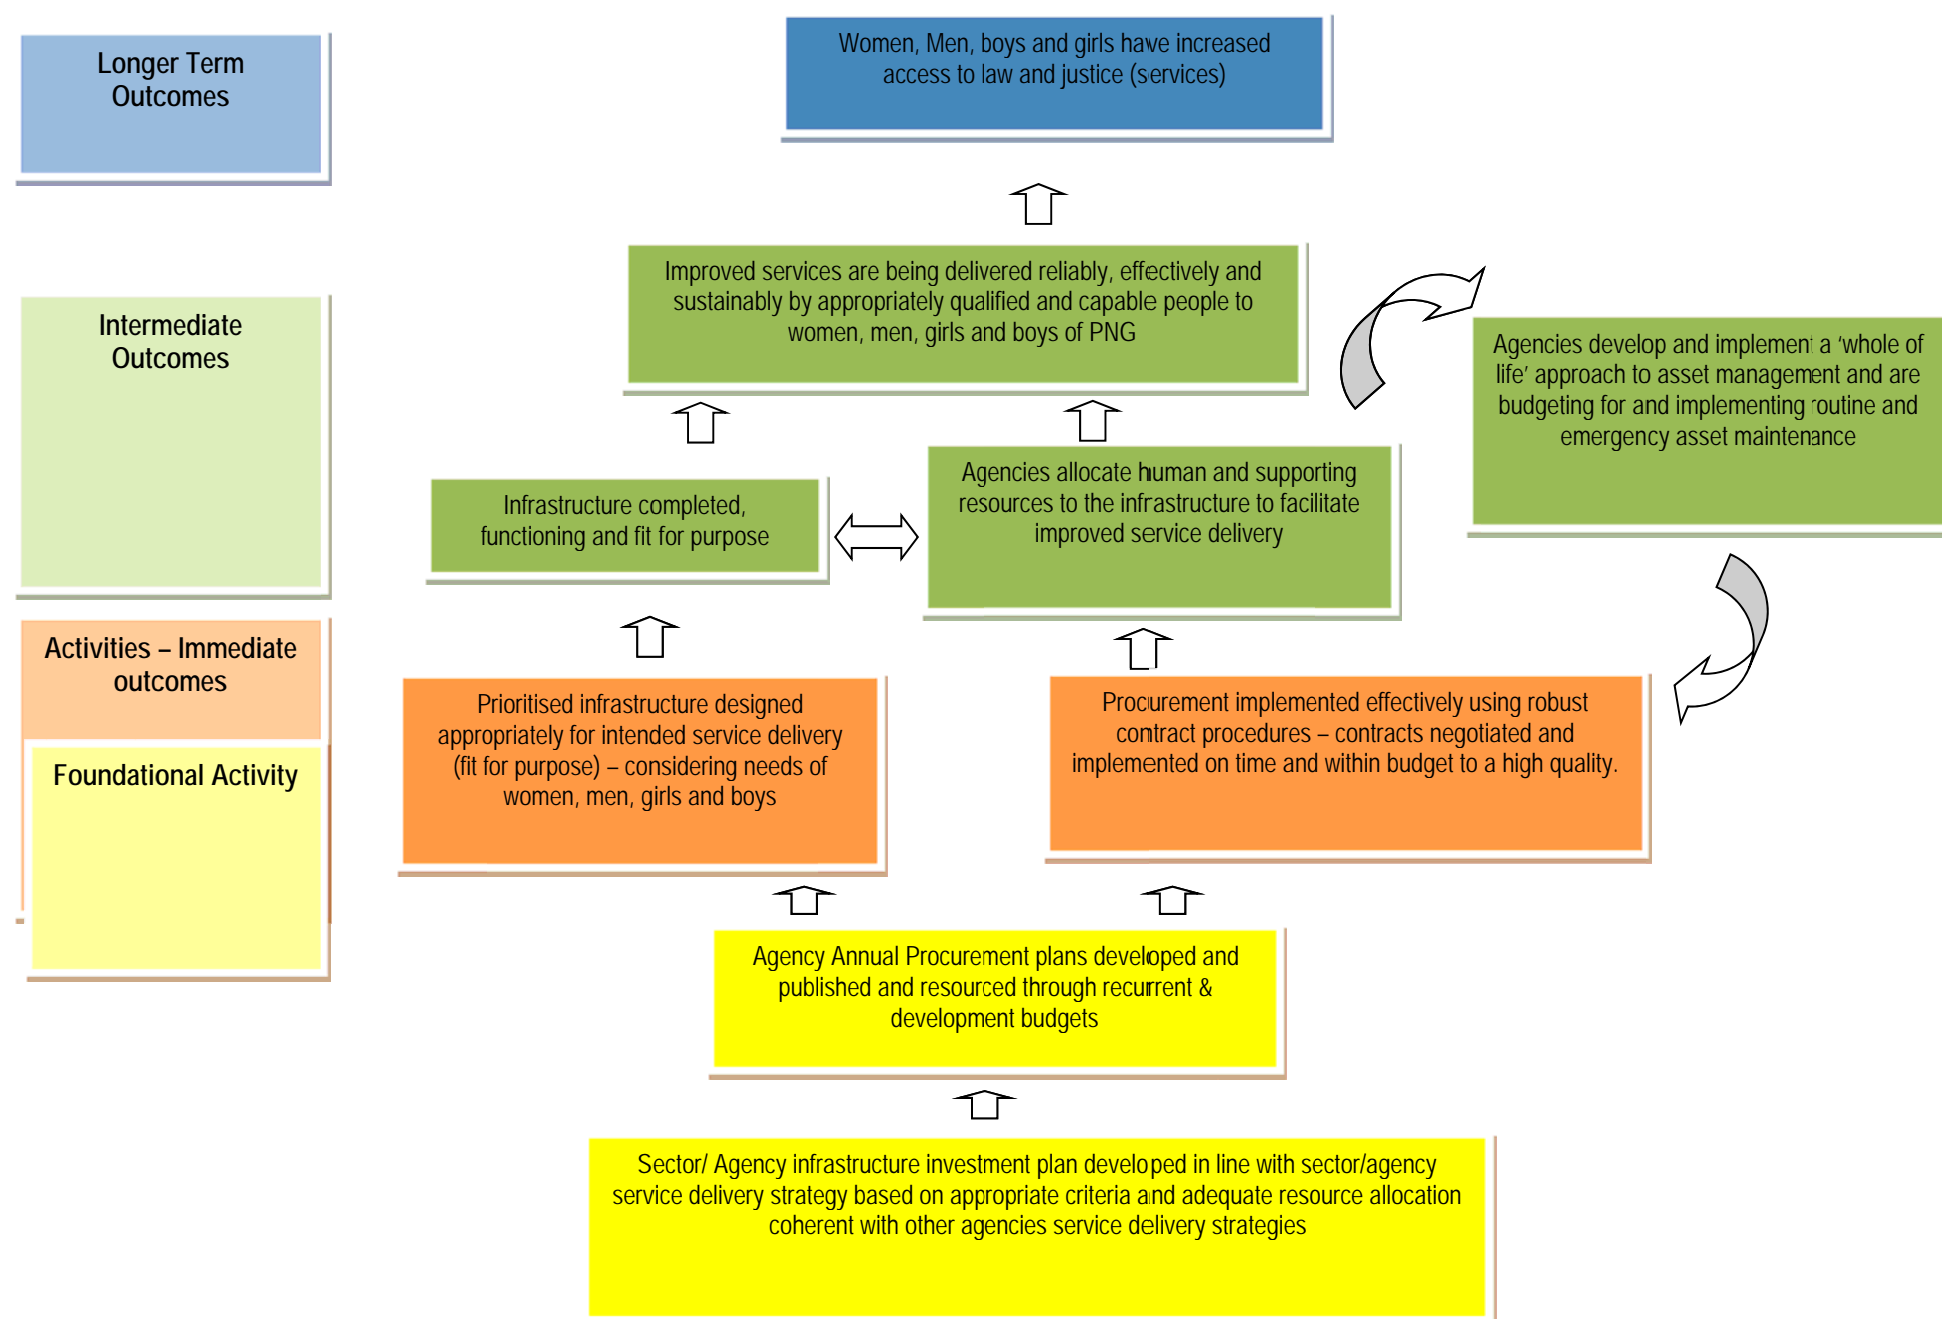 Longer Term
Outcomes
Women, Men, boys and girls have increased
access to law and justice (services)
Intermediate
Outcomes
Improved services are being delivered reliably, effectively and
sustainably by appropriately qualified and capable people to
women, men, girls and boys of PNG
Agencies develop and implement a ‘whole of
life’ approach to asset management and are
budgeting for and implementing routine and
emergency asset maintenance
Infrastructure completed,
functioning and fit for purpose
Agencies allocate human and supporting
resources to the infrastructure to facilitate
improved service delivery
Activities – Immediate
outcomes
Prioritised infrastructure designed
appropriately for intended service delivery
(fit for purpose) – considering needs of
women, men, girls and boys
Procurement implemented effectively using robust
contract procedures – contracts negotiated and
implemented on time and within budget to a high quality.
Foundational Activity
Agency Annual Procurement plans developed and
published and resourced through recurrent &
development budgets
Sector/ Agency infrastructure investment plan developed in line with sector/agency
service delivery strategy based on appropriate criteria and adequate resource allocation
coherent with other agencies service delivery strategies